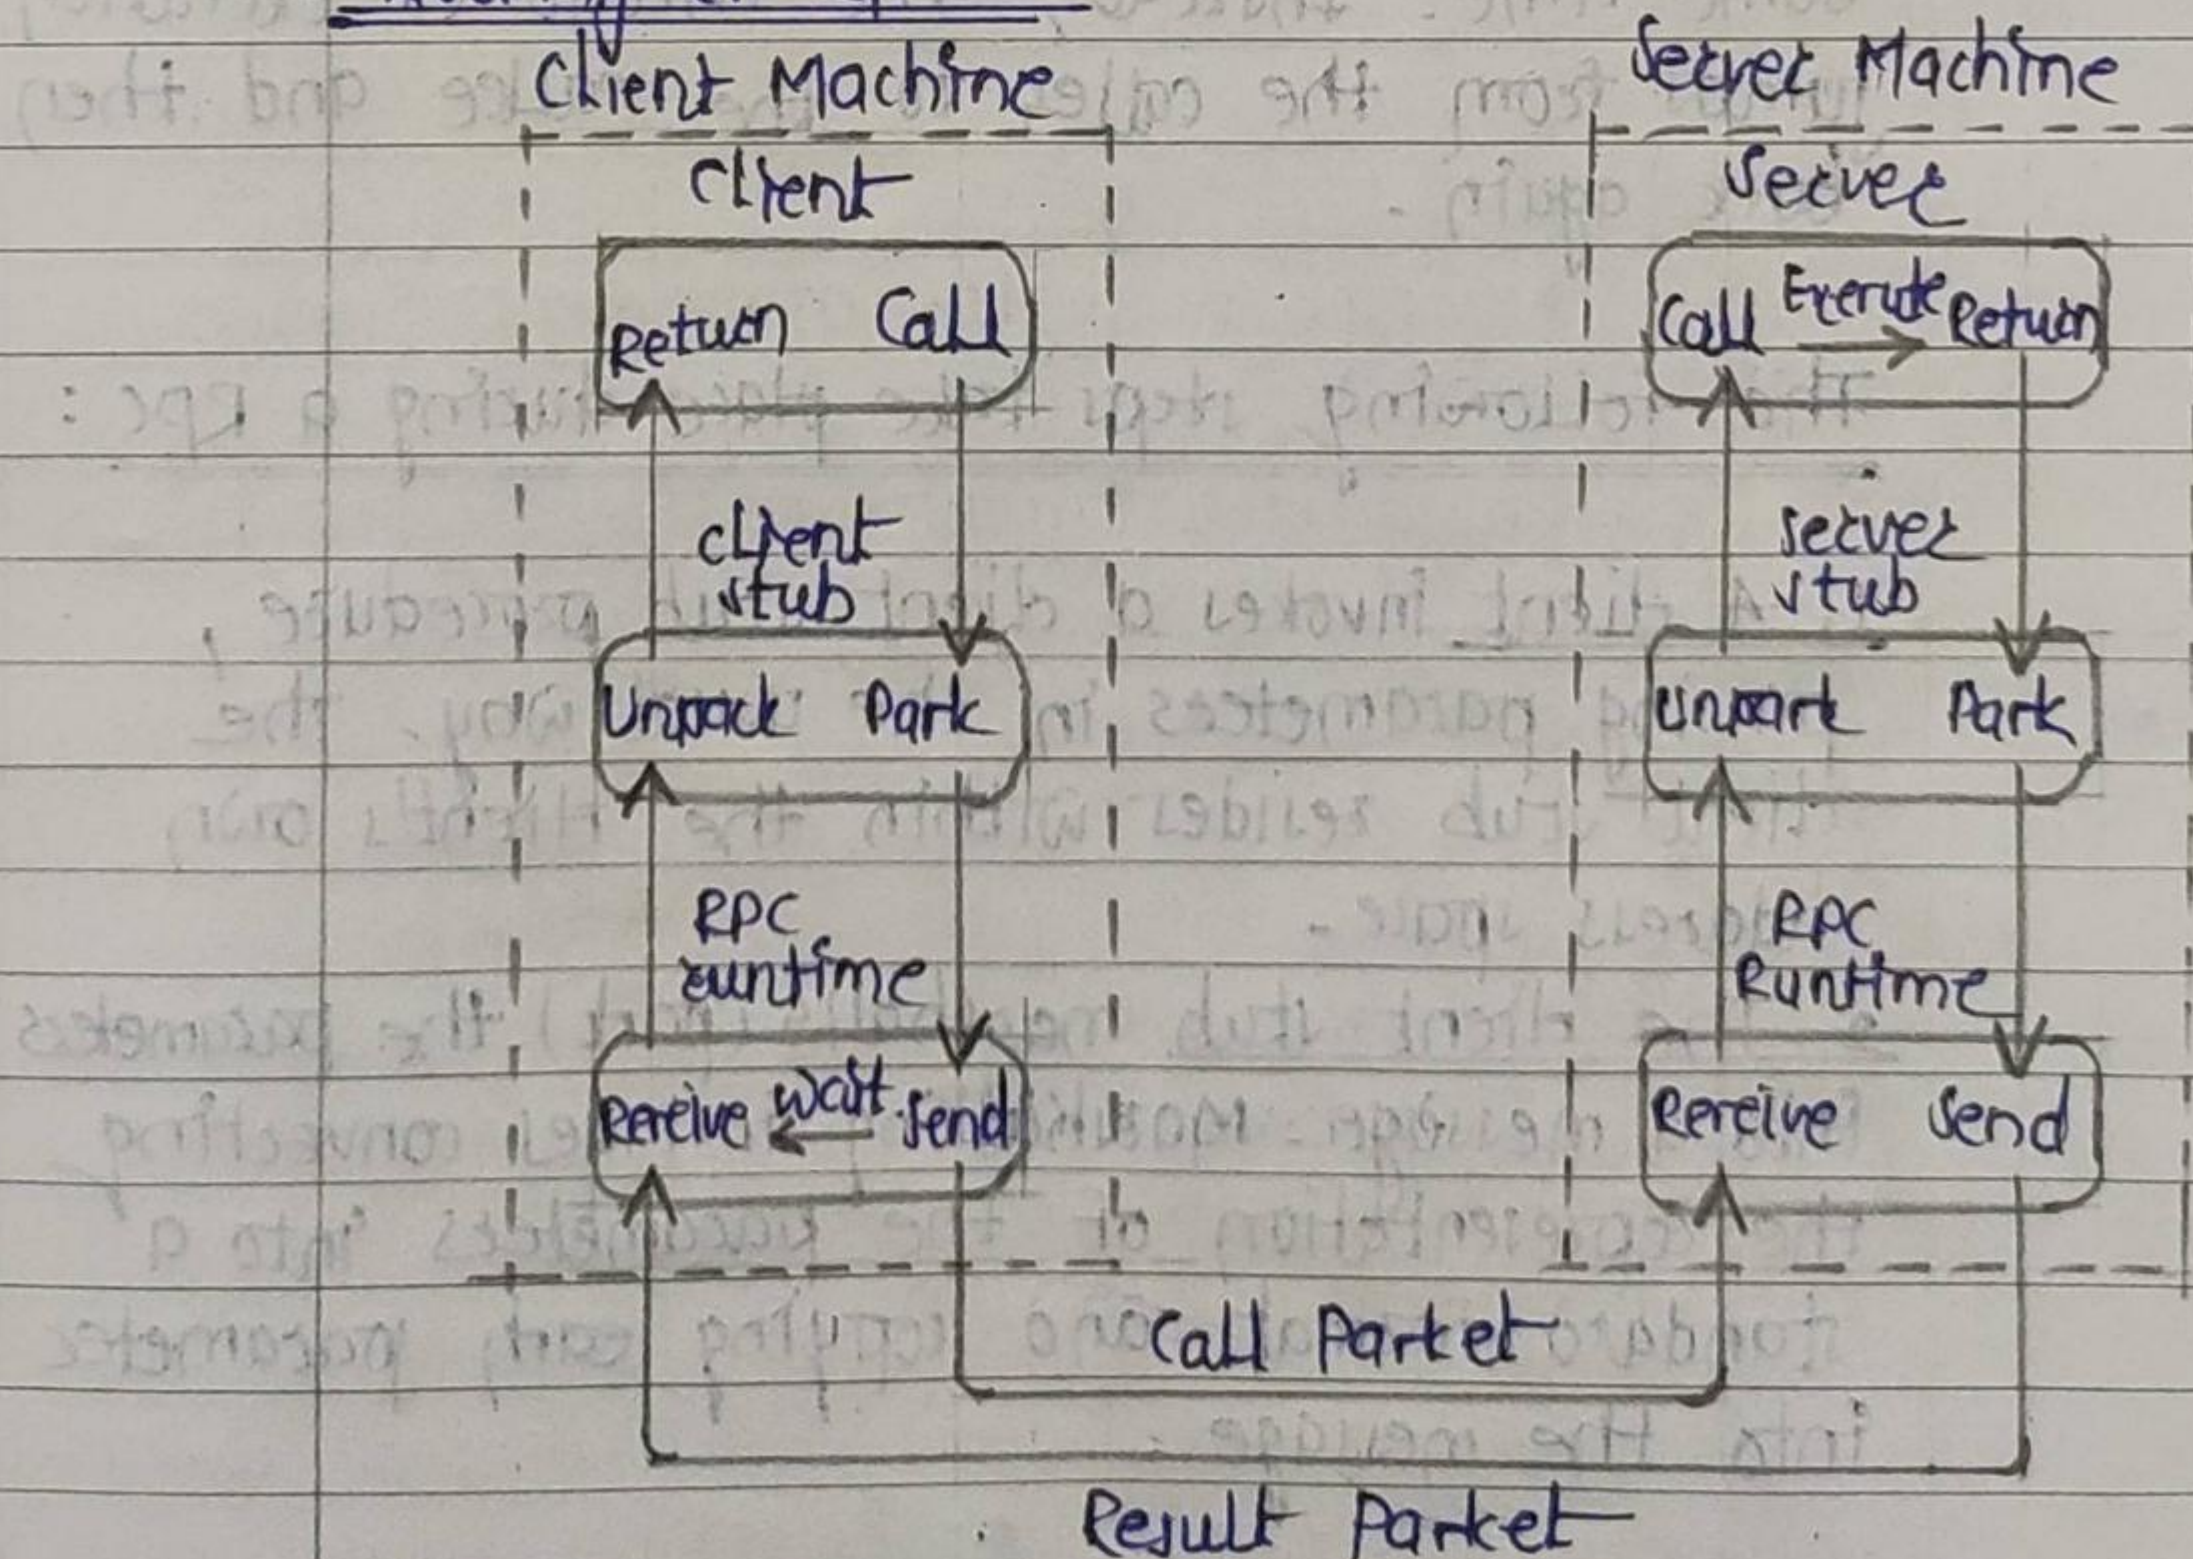 Client Machine
Server Machine
Client
Server
Return Call
Call Execute Return
client
stub
server
stub
Unpack Pack
Unpack Pack
RPC
runtime
RPC
Runtime
Receive wait Send
Receive Send
Call Packet
Result Packet